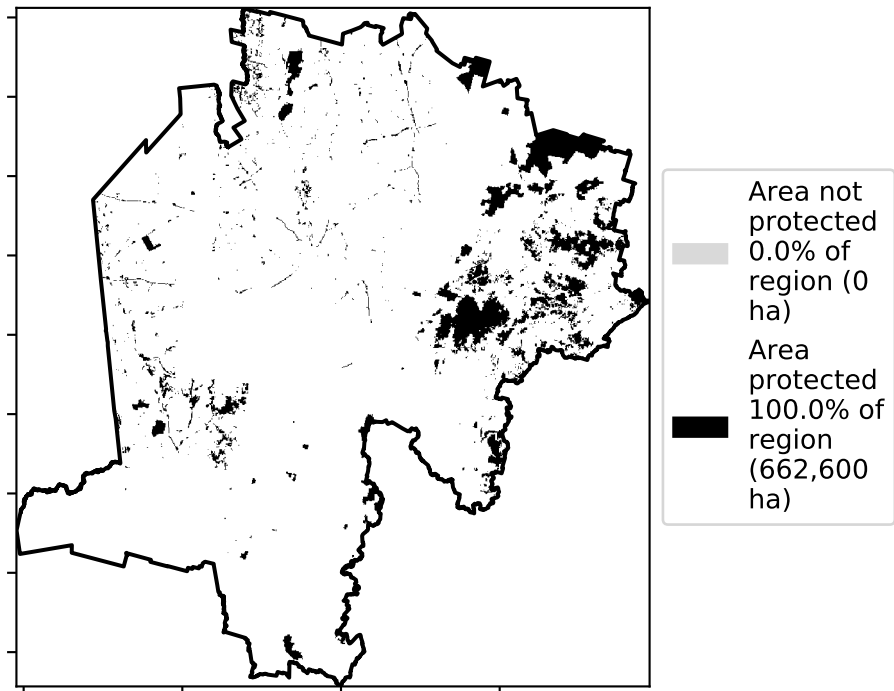 Area not
protected
0.0% of
region (0
ha)
Area
protected
100.0% of
region
(662,600
ha)